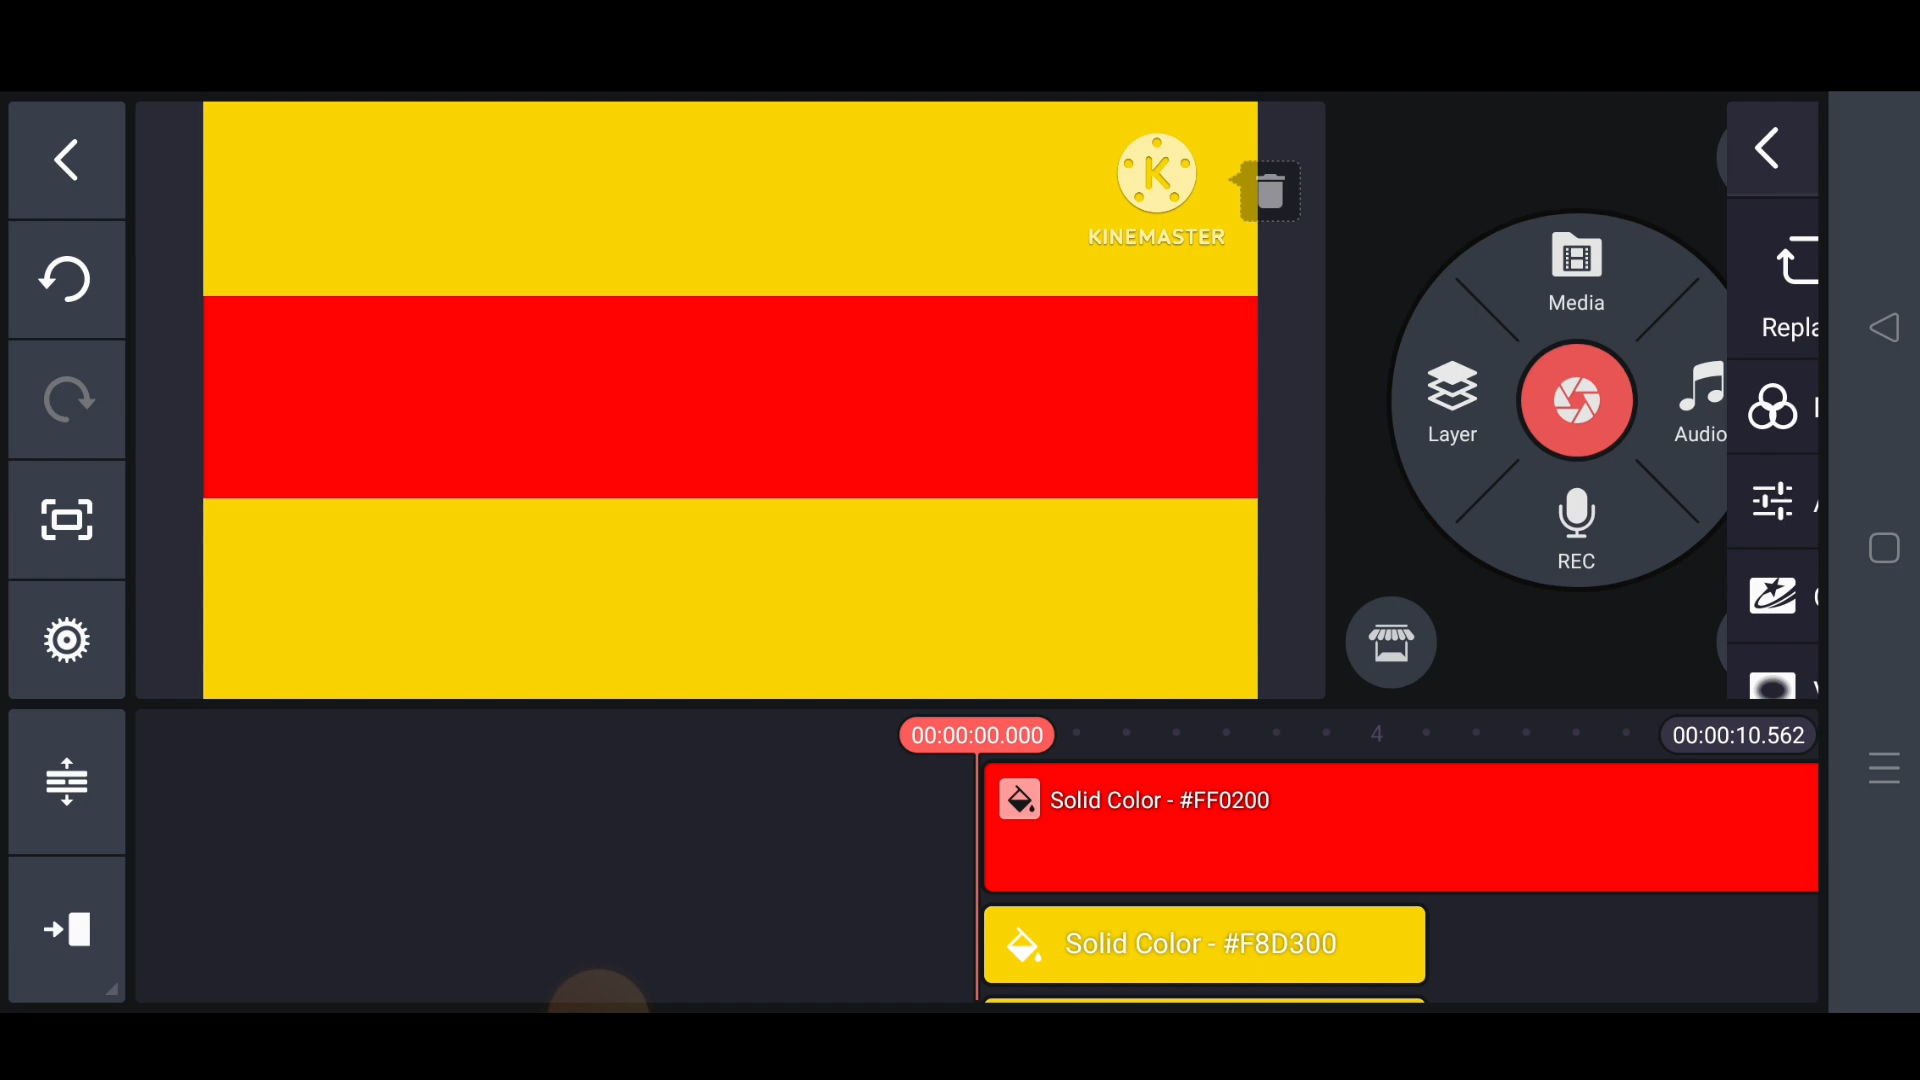 K
KINEMASTER
Media
Layer
Audio
REC
Repla
00:00:00.000
4
00:00:10.562
Solid Color - #FF0200
Solid Color - #F8D300